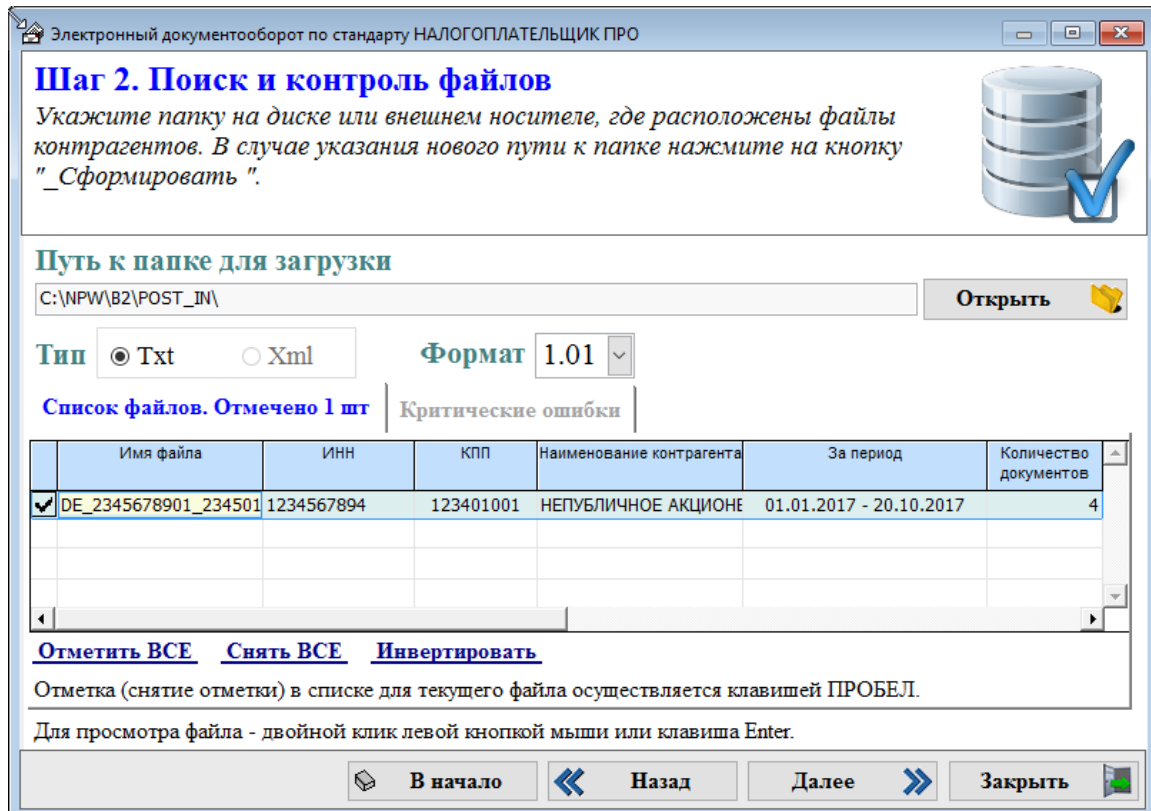 Электронный документооборот по стандарту НАЛОГОПЛАТЕЛЬЩИК ПРО
Шаг 2. Поиск и контроль файлов
Укажите папку на диске или внешнем носителе, где расположены файлы
контрагентов. В случае указания нового пути к папке нажмите на кнопку
"_Сформировать ".
Путь к папке для загрузки
C:\NPW\B2\POST_IN\ Открыть
Тип Txt Xml Формат 1.01
Список файлов. Отмечено 1 шт Критические ошибки
Имя файла ИНН КПП Наименование контрагента За период Количество
документов
DE_2345678901_234501 1234567894 123401001 НЕПУБЛИЧНОЕ АКЦИОНЕ 01.01.2017 - 20.10.2017 4
Отметить ВСЕ Снять ВСЕ Инвертировать
Отметка (снятие отметки) в списке для текущего файла осуществляется клавишей ПРОБЕЛ.
Для просмотра файла - двойной клик левой кнопкой мыши или клавиша Enter.
В начало Назад Далее Закрыть